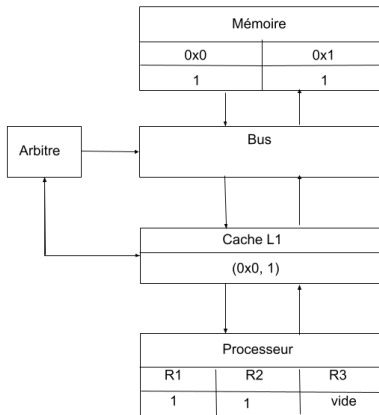 Mémoire
0x0 0x1
1 1
Arbitre
Bus
Cache L1
(0x0, 1)
Processeur
R1 R2 R3
1 1 vide